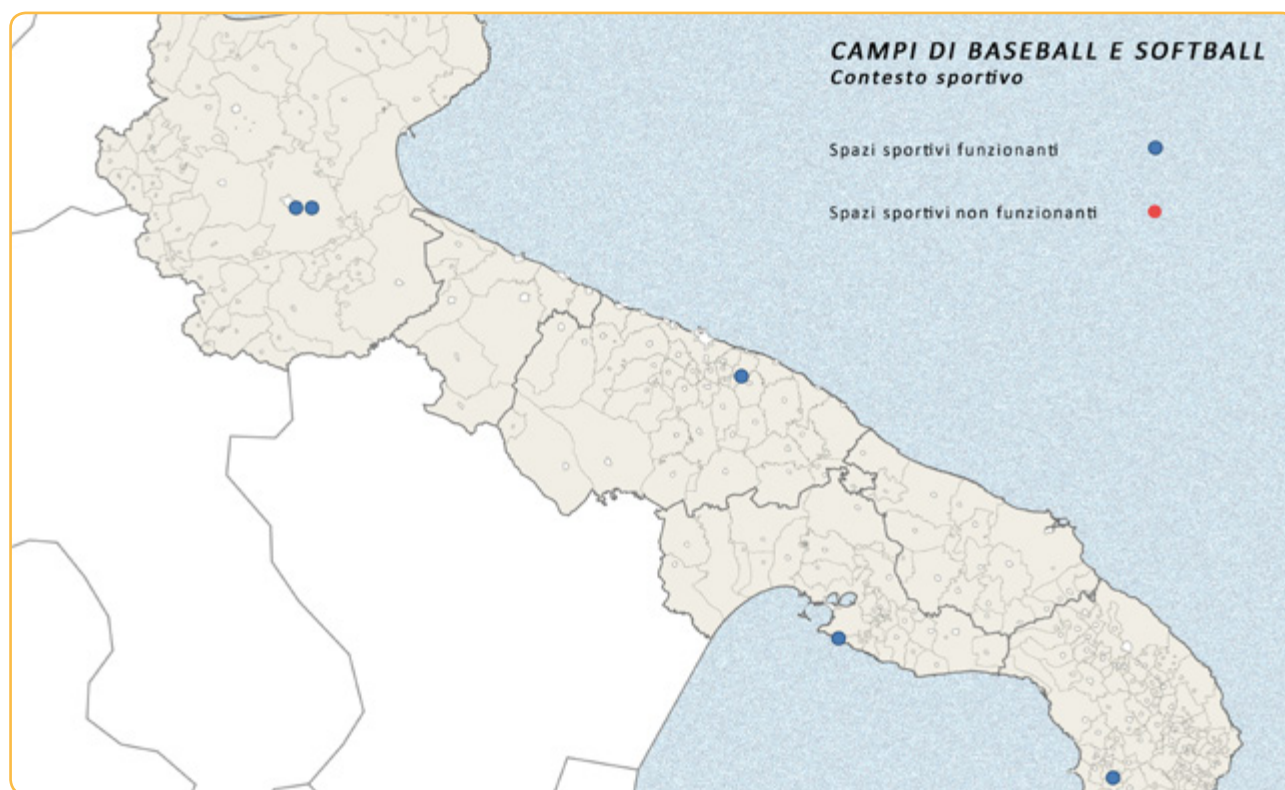 CAMPI DI BASEBALL E SOFTBALL
Contesto sportivo
Spazi sportivi funzionanti
Spazi sportivi non funzionanti